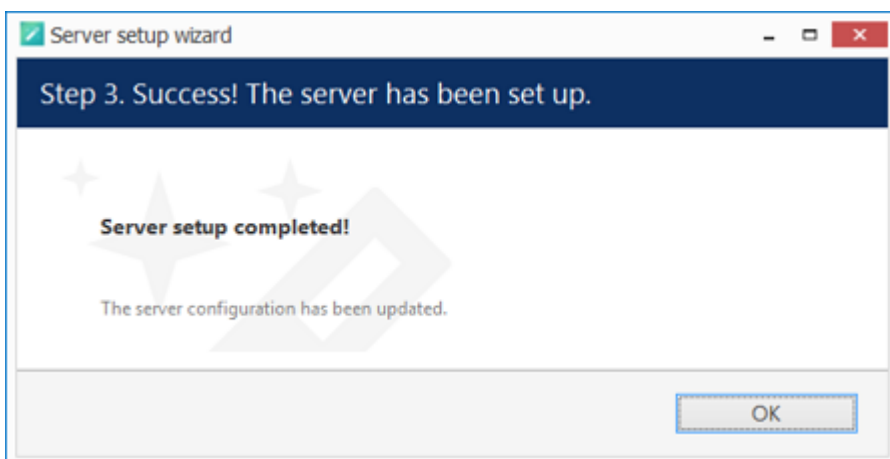 Server setup wizard
Step 3. Success! The server has been set up.
Server setup completed!
The server configuration has been updated.
OK